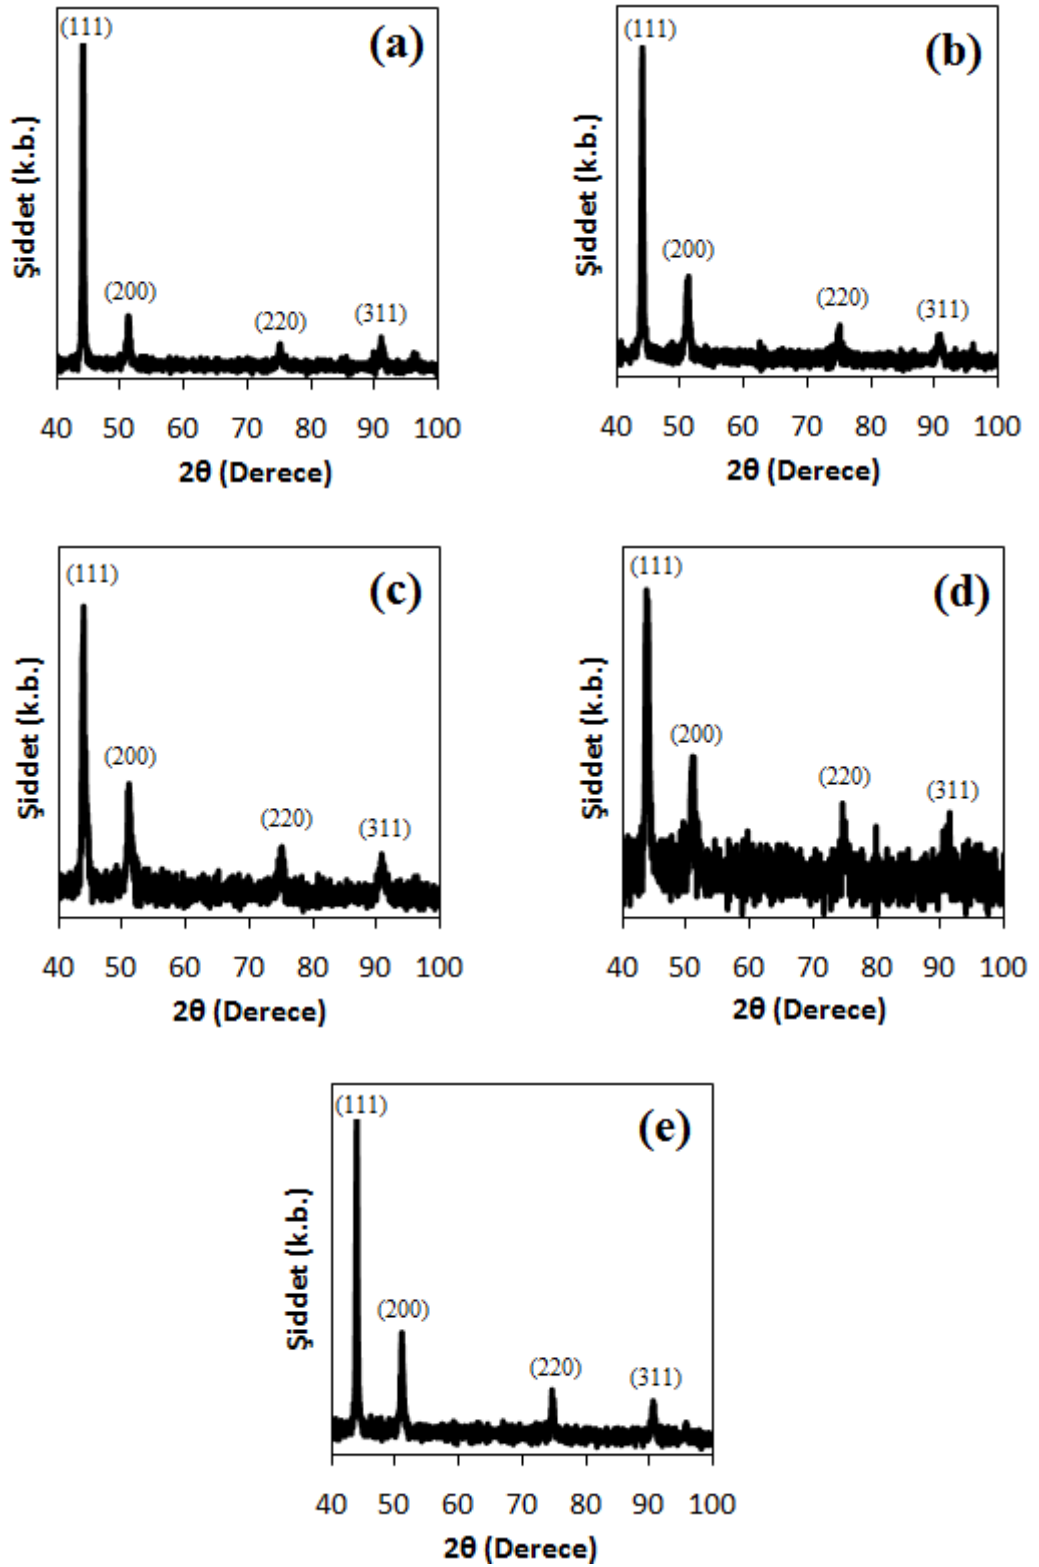 (111)
(a)
(200)
(220)
(311)
Şiddet (k.b.)
40 50 60 70 80 90 100
2θ (Derece)
(111)
(b)
(200)
(220)
(311)
Şiddet (k.b.)
40 50 60 70 80 90 100
2θ (Derece)
(111)
(c)
(200)
(220)
(311)
Şiddet (k.b.)
40 50 60 70 80 90 100
2θ (Derece)
(111)
(d)
(200)
(220)
(311)
Şiddet (k.b.)
40 50 60 70 80 90 100
2θ (Derece)
(111)
(e)
(200)
(220)
(311)
Şiddet (k.b.)
40 50 60 70 80 90 100
2θ (Derece)